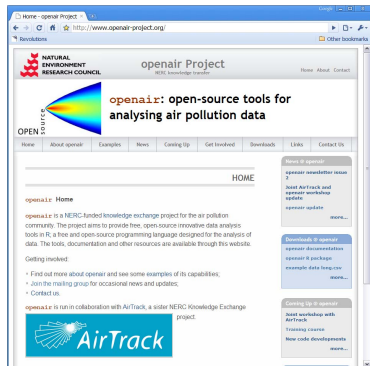 Google
Home - openair Project
http://www.openair-project.org/
Revolutions
Other bookmarks
NATURAL
ENVIRONMENT
RESEARCH COUNCIL
openair Project
NERC knowledge transfer
Home About Contact
OPEN source
openair: open-source tools for
analysing air pollution data
Home About openair Examples News Coming Up Get Involved Downloads Links Contact Us
HOME
openair Home
openair is a NERC-funded knowledge exchange project for the air pollution
community. The project aims to provide free, open-source innovative data analysis
tools in R; a free and open-source programming language designed for the analysis of
data. The tools, documentation and other resources are available through this website.
Getting involved:
Find out more about openair and see some examples of its capabilities;
Join the mailing group for occasional news and updates;
Contact us.
openair is run in collaboration with AirTrack, a sister NERC Knowledge Exchange
project.
AirTrack
News @ openair
openair newsletter issue
2
Joint AirTrack and
openair workshop
update
openair update
more...
Downloads @ openair
openair documentation
openair R package
example data long.csv
more...
Coming Up @ openair
Joint workshop with
AirTrack
Training course
New code developments
more...